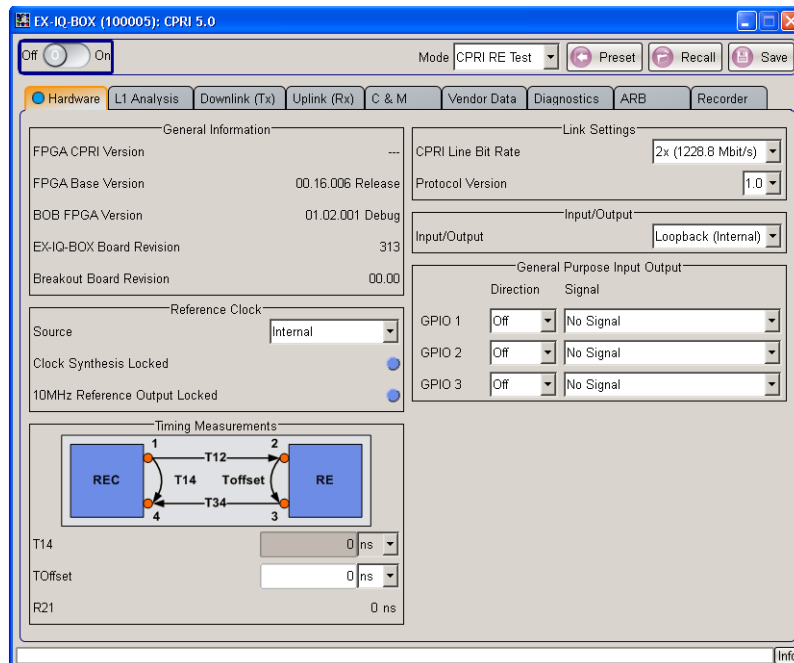 EX-IQ-BOX (100005): CPRI 5.0
Off 0 On Mode CPRI RE Test Preset Recall Save
Hardware L1 Analysis Downlink (Tx) Uplink (Rx) C & M Vendor Data Diagnostics ARB Recorder
General Information
FPGA CPRI Version ---
FPGA Base Version 00.16.006 Release
BOB FPGA Version 01.02.001 Debug
EX-IQ-BOX Board Revision 313
Breakout Board Revision 00.00
Reference Clock
Source Internal
Clock Synthesis Locked
10MHz Reference Output Locked
Timing Measurements
1 2
T12
REC T14 Toffset RE
T34
4 3
T14 0 ns
TOffset 0 ns
R21 0 ns
Link Settings
CPRI Line Bit Rate 2x (1228.8 Mbit/s)
Protocol Version 1.0
Input/Output
Input/Output Loopback (Internal)
General Purpose Input Output
Direction Signal
GPIO 1 Off No Signal
GPIO 2 Off No Signal
GPIO 3 Off No Signal
Info